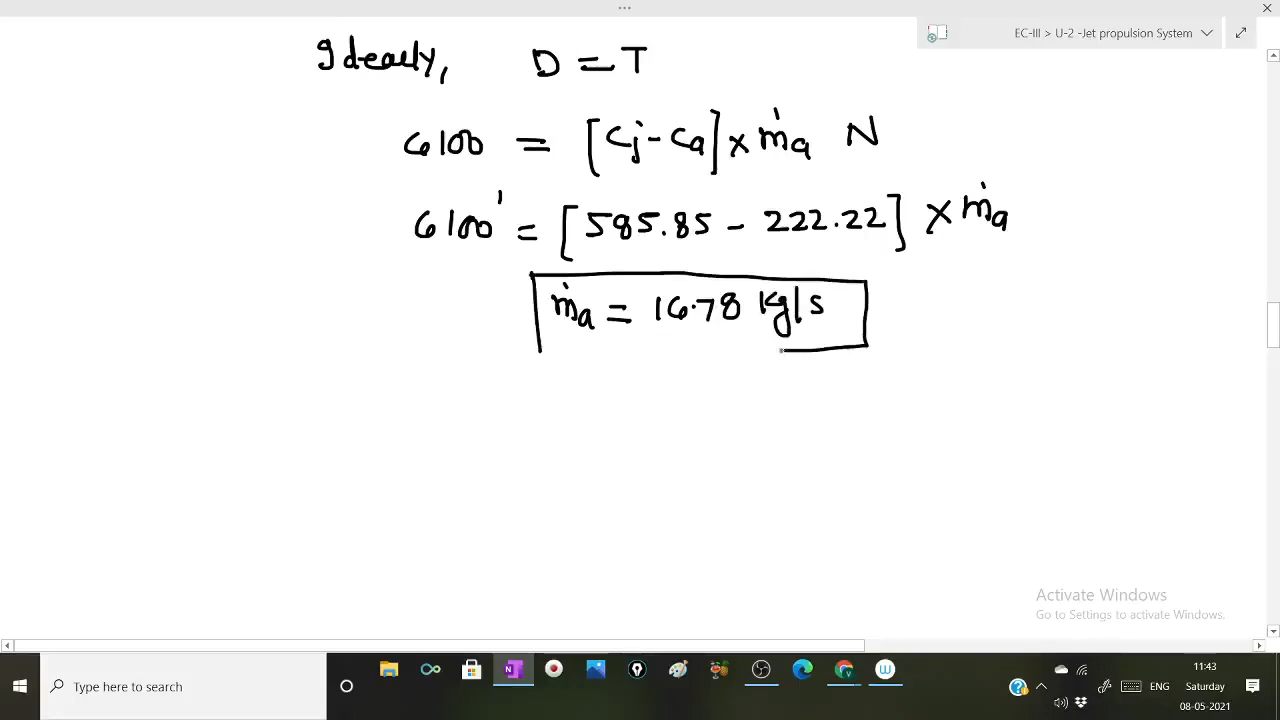 EC-III > U-2 -Jet propulsion System
Ideally, D = T
6100 = [Cj - Ca] x ṁa N
6100 = [585.85 - 222.22] x ṁa
ṁa = 16.78 kg/s
Activate Windows
Go to Settings to activate Windows.
Type here to search
ENG
11:43
Saturday
08-05-2021